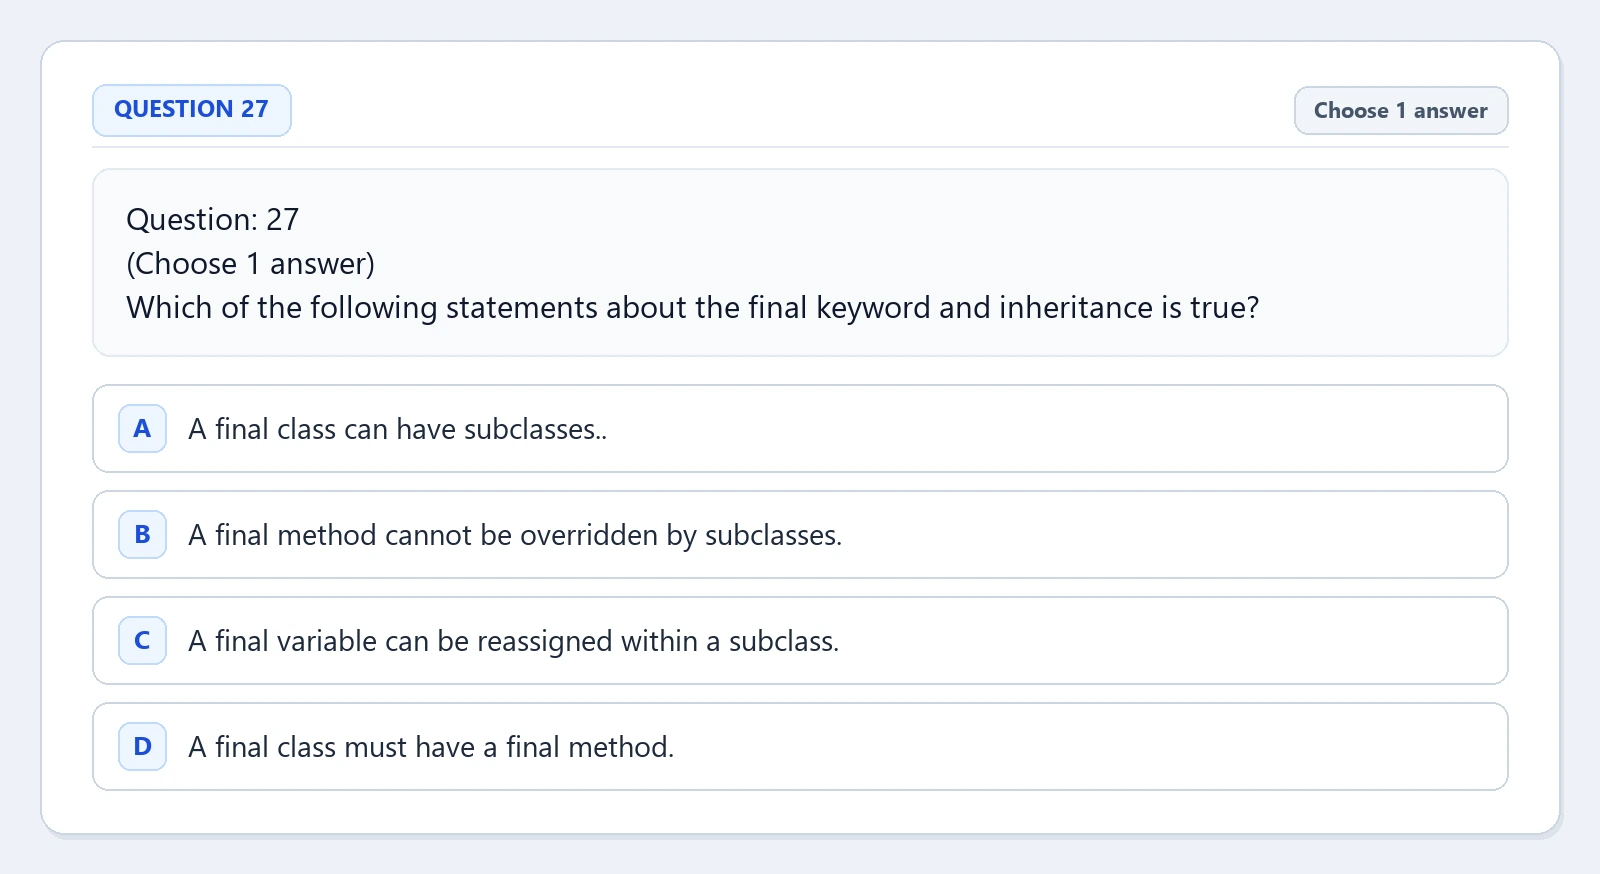 QUESTION 27
Choose 1 answer
Question: 27
(Choose 1 answer)
Which of the following statements about the final keyword and inheritance is true?
A A final class can have subclasses..
B A final method cannot be overridden by subclasses.
C A final variable can be reassigned within a subclass.
D A final class must have a final method.